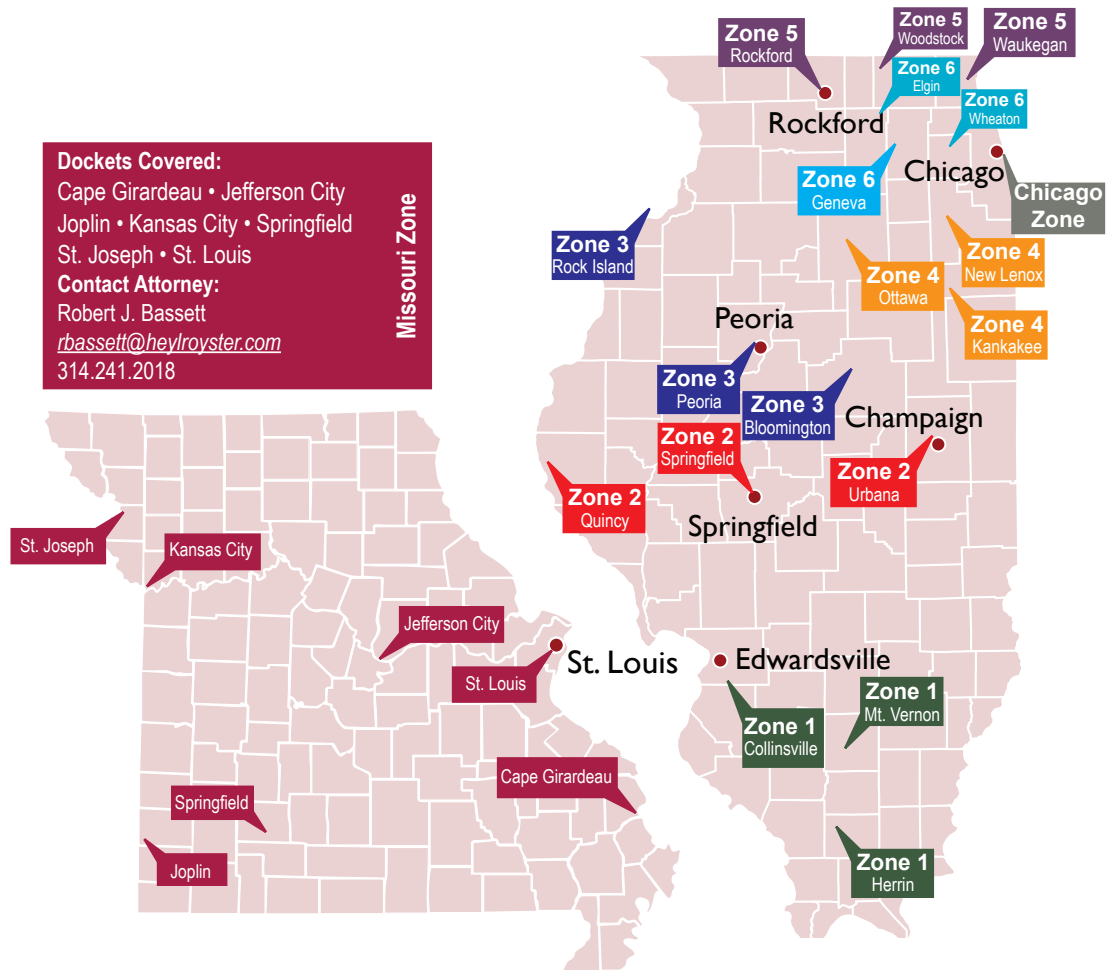 Zone 5
Rockford
Zone 5
Woodstock
Zone 5
Waukegan
Zone 6
Elgin
Zone 6
Wheaton
Rockford
Chicago
Zone 6
Geneva
Chicago
Zone
Dockets Covered:
Cape Girardeau • Jefferson City
Joplin • Kansas City • Springfield
St. Joseph • St. Louis
Contact Attorney:
Robert J. Bassett
rbassett@heylroyster.com
314.241.2018
Missouri Zone
Zone 3
Rock Island
Zone 4
Ottawa
Zone 4
New Lenox
Zone 4
Kankakee
Peoria
Zone 3
Peoria
Zone 3
Bloomington
Champaign
Zone 2
Springfield
Zone 2
Urbana
Zone 2
Quincy
Springfield
St. Joseph
Kansas City
Jefferson City
St. Louis
St. Louis
Edwardsville
Zone 1
Collinsville
Zone 1
Mt. Vernon
Cape Girardeau
Springfield
Joplin
Zone 1
Herrin